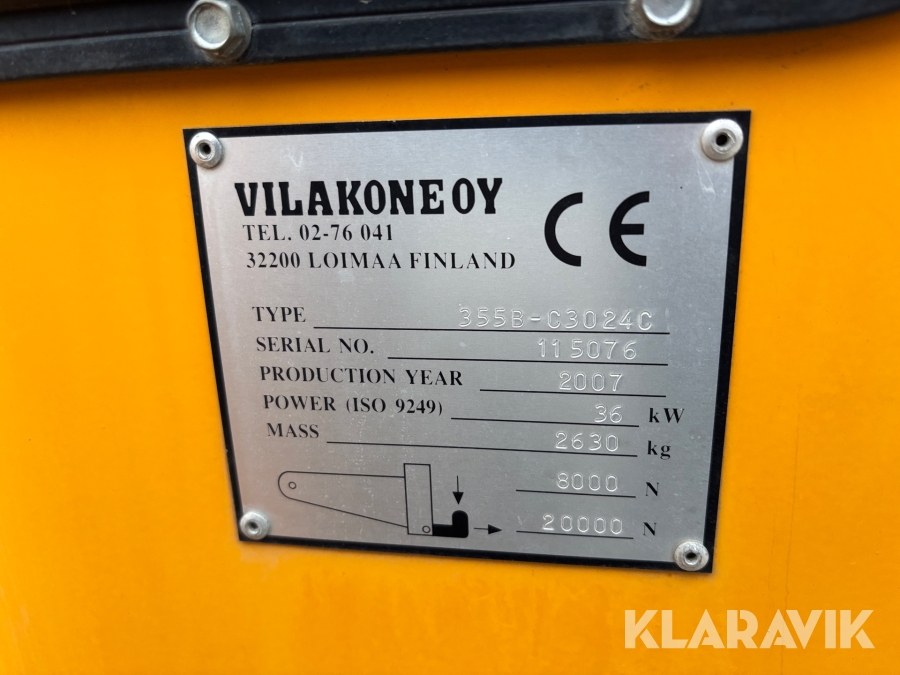 VILAKONE OY
TEL. 02-76 041
32200 LOIMAA FINLAND
CE
TYPE 355B-C3024C
SERIAL NO. 115076
PRODUCTION YEAR 2007
POWER (ISO 9249) 36 kW
MASS 2630 kg
8000 N
20000 N
KLARAVIK